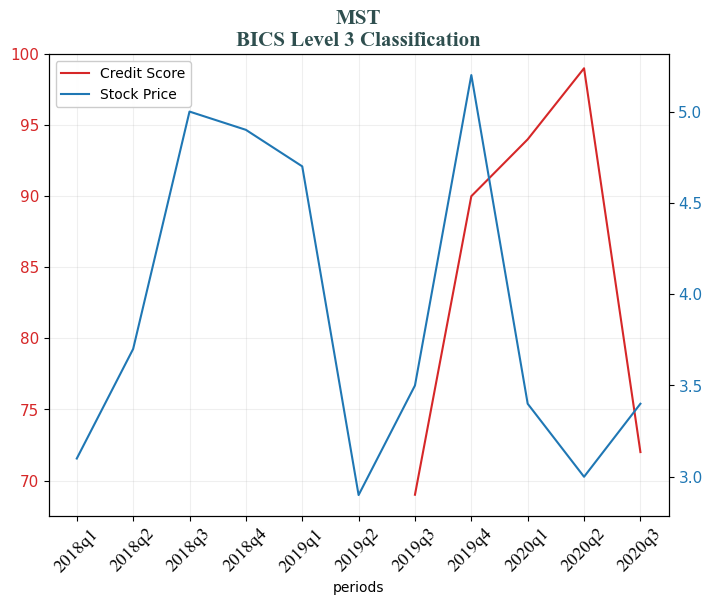 MST
BICS Level 3 Classification
Credit Score
Stock Price
100
95
90
85
80
75
70
5.0
4.5
4.0
3.5
3.0
2018q1
2018q2
2018q3
2018q4
2019q1
2019q2
2019q3
2019q4
2020q1
2020q2
2020q3
periods